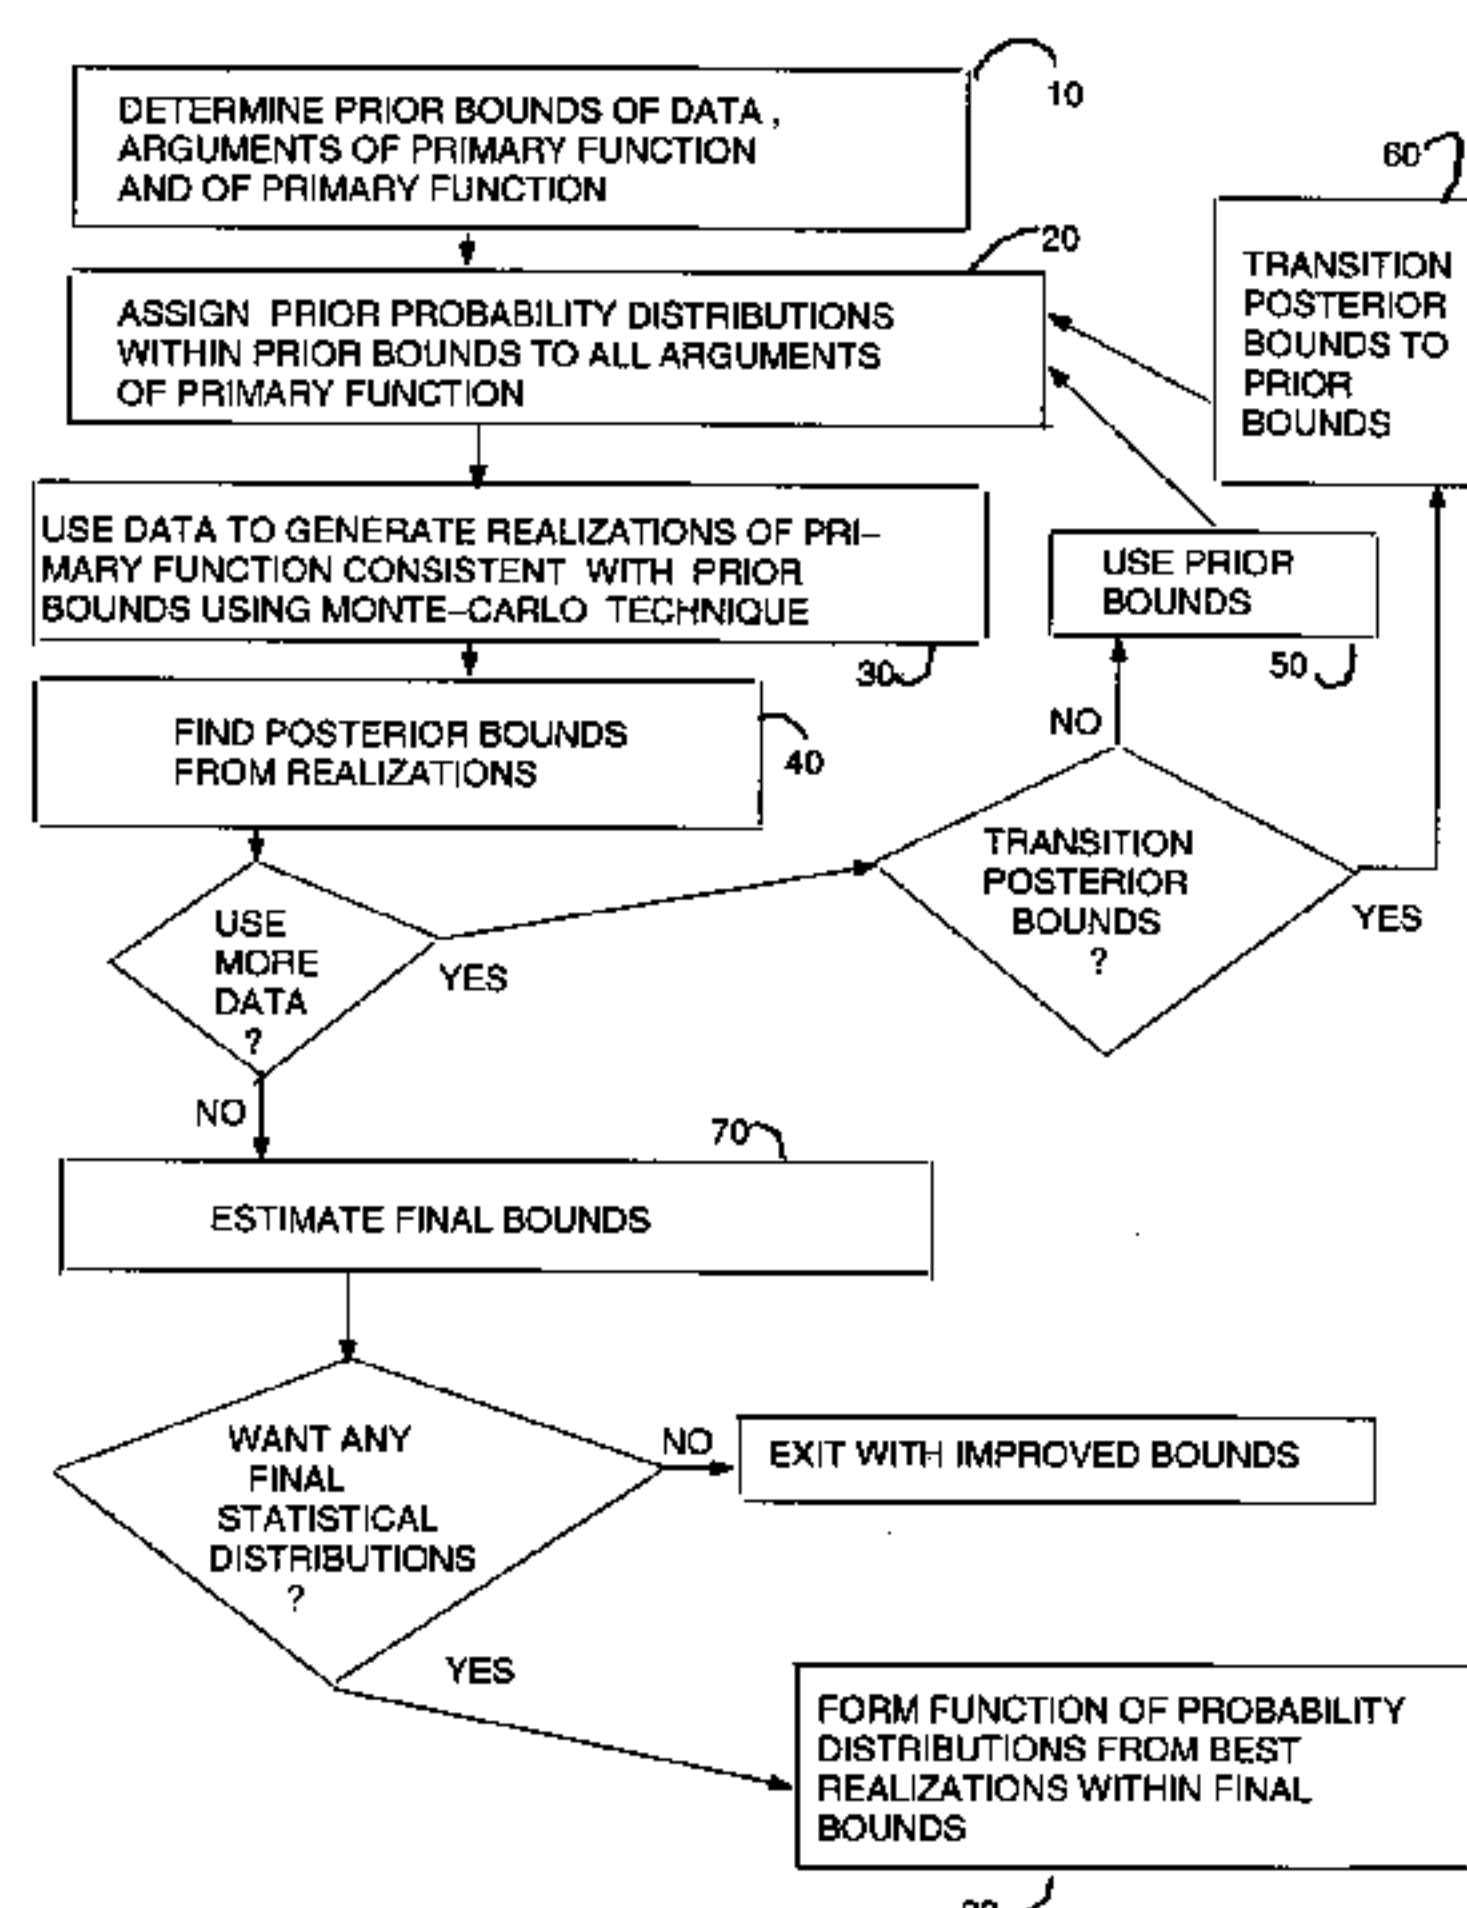 10
DETERMINE PRIOR BOUNDS OF DATA ,
ARGUMENTS OF PRIMARY FUNCTION
AND OF PRIMARY FUNCTION
20
ASSIGN PRIOR PROBABILITY DISTRIBUTIONS
WITHIN PRIOR BOUNDS TO ALL ARGUMENTS
OF PRIMARY FUNCTION
60
TRANSITION
POSTERIOR
BOUNDS TO
PRIOR
BOUNDS
USE DATA TO GENERATE REALIZATIONS OF PRI–
MARY FUNCTION CONSISTENT WITH PRIOR
BOUNDS USING MONTE–CARLO TECHNIQUE
30
USE PRIOR
BOUNDS
50
FIND POSTERIOR BOUNDS
FROM REALIZATIONS
40
NO
TRANSITION
POSTERIOR
BOUNDS
?
YES
USE
MORE
DATA
?
YES
NO
70
ESTIMATE FINAL BOUNDS
WANT ANY
FINAL
STATISTICAL
DISTRIBUTIONS
?
NO
EXIT WITH IMPROVED BOUNDS
YES
FORM FUNCTION OF PROBABILITY
DISTRIBUTIONS FROM BEST
REALIZATIONS WITHIN FINAL
BOUNDS